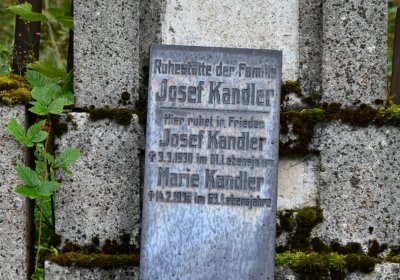 Ruhestätte der Familie
Josef Kandler
Hier ruhet in Frieden
Josef Kandler
✝ 3.3.1930 im 81. Lebensjahre
Marie Kandler
✝ 14.2.1938 im 83. Lebensjahre